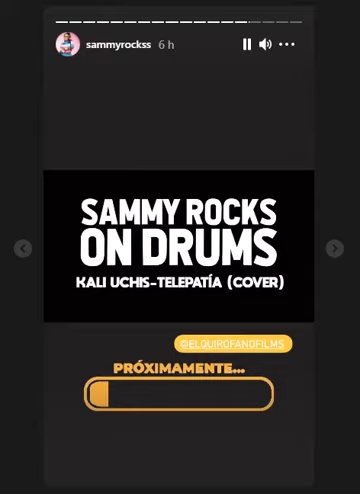 sammyrockss 6 h
SAMMY ROCKS
ON DRUMS
KALI UCHIS-TELEPATÍA (COVER)
@ELQUIROFANOFILMS
PRÓXIMAMENTE...